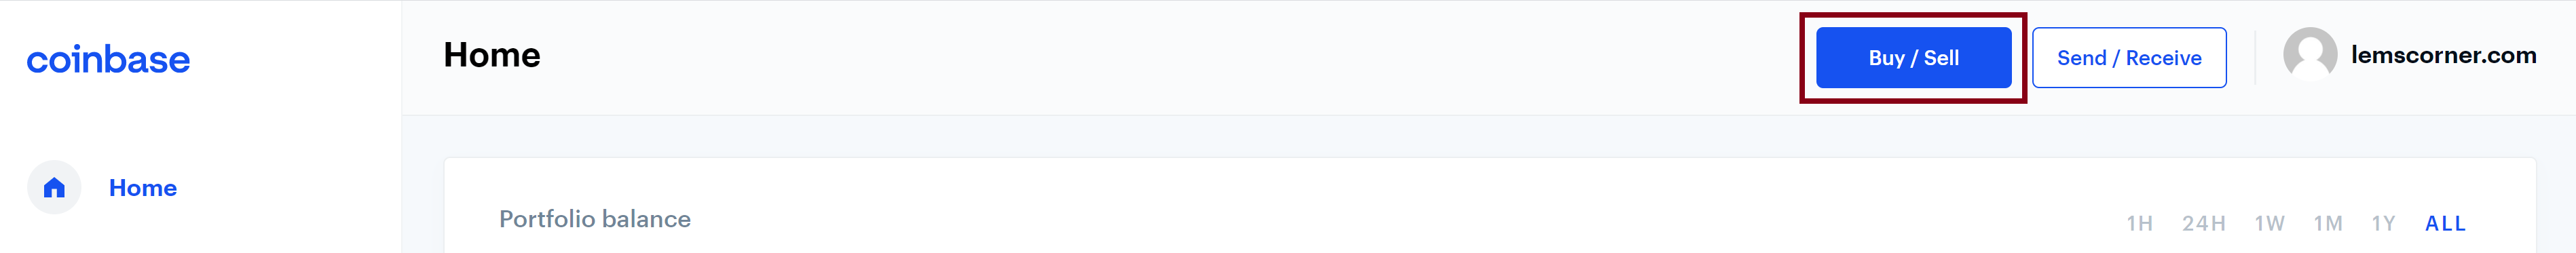 coinbase
Home
Buy / Sell
Send / Receive
lemscorner.com
Home
Portfolio balance
1H 24H 1W 1M 1Y ALL